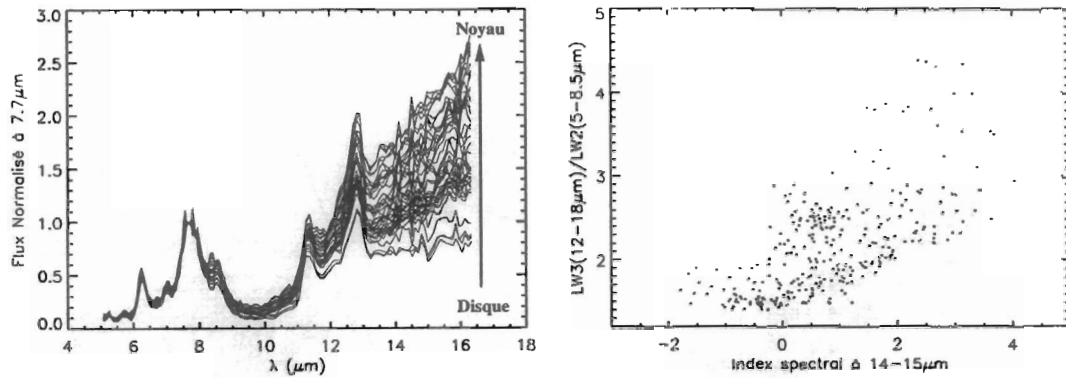 Flux Normalisé à 7.7μm
3.0
2.5
2.0
1.5
1.0
0.5
0.0
Noyau
Disque
4 6 8 10 12 14 16 18
λ (μm)
LW3(12−18μm)/LW2(5−8.5μm)
5
4
3
2
−2 0 2 4
Index spectral à 14−15μm